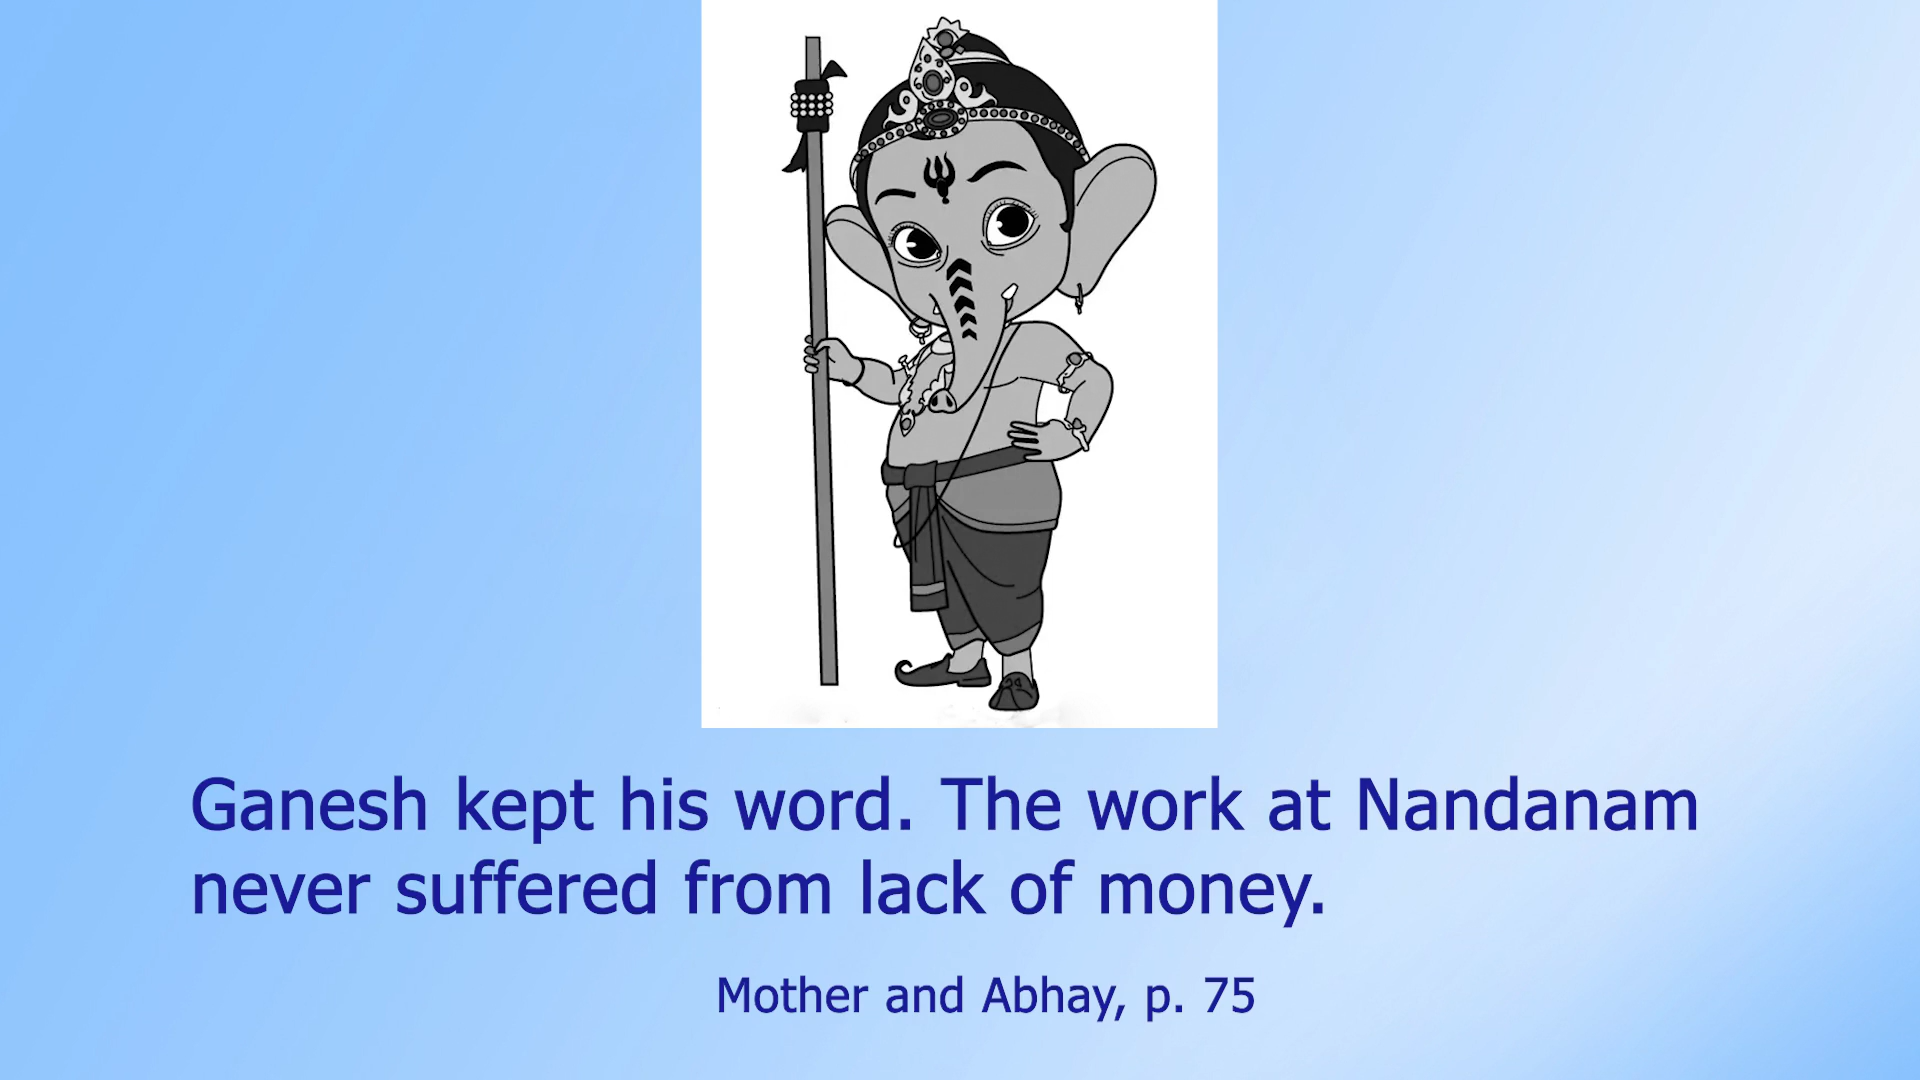 Ganesh kept his word. The work at Nandanam
never suffered from lack of money.
Mother and Abhay, p. 75